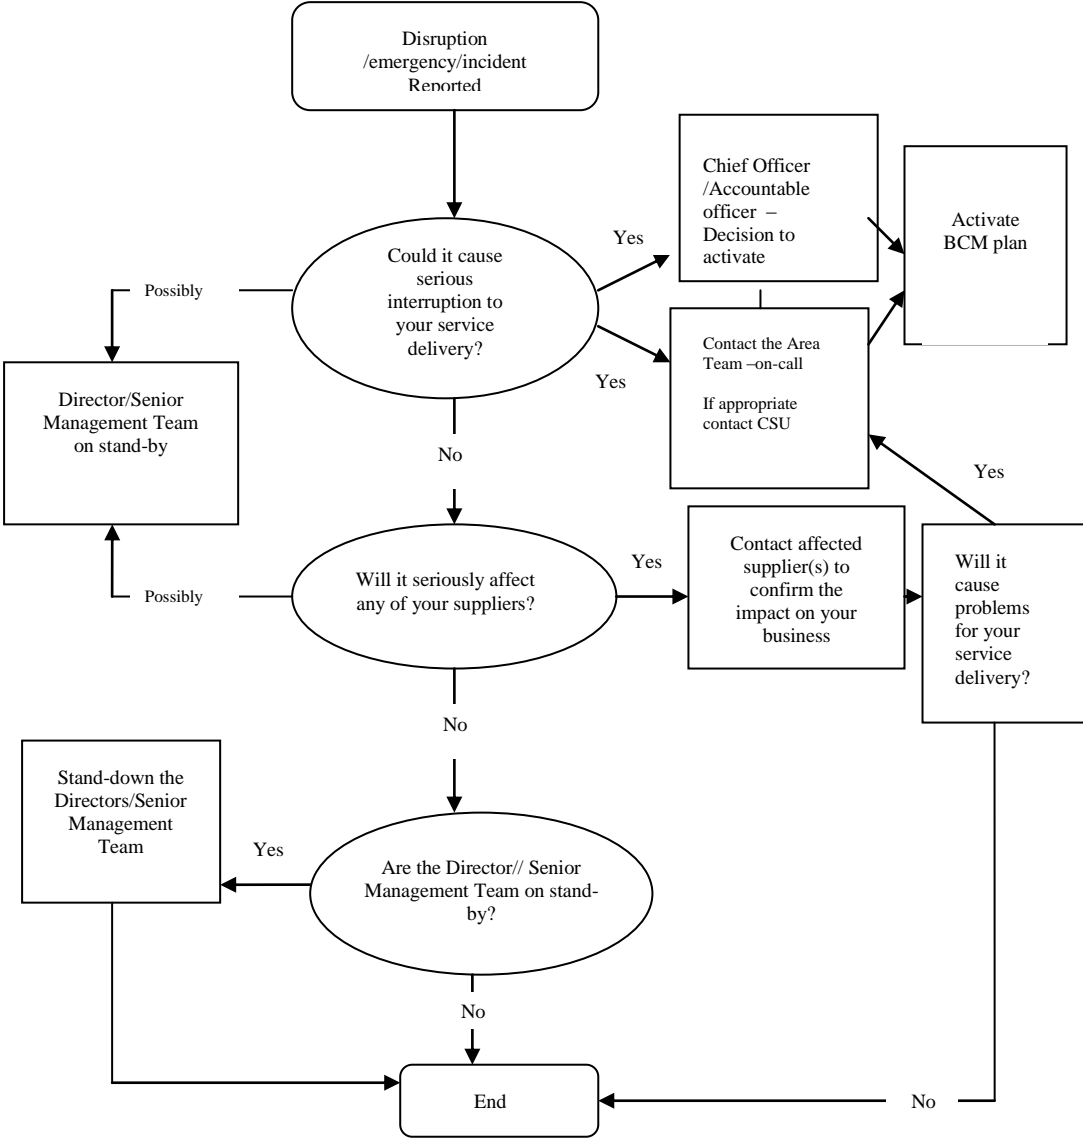 Disruption
/emergency/incident
Reported
Chief Officer
/Accountable
officer –
Decision to
activate
Activate
BCM plan
Yes
Could it cause
serious
interruption to
your service
delivery?
Possibly
Yes
Contact the Area
Team –on-call
If appropriate
contact CSU
Director/Senior
Management Team
on stand-by
No
Yes
Will it seriously affect
any of your suppliers?
Possibly
Yes
Contact affected
supplier(s) to
confirm the
impact on your
business
Will it
cause
problems
for your
service
delivery?
No
Stand-down the
Directors/Senior
Management
Team
Yes
Are the Director// Senior
Management Team on stand-
by?
No
End
No